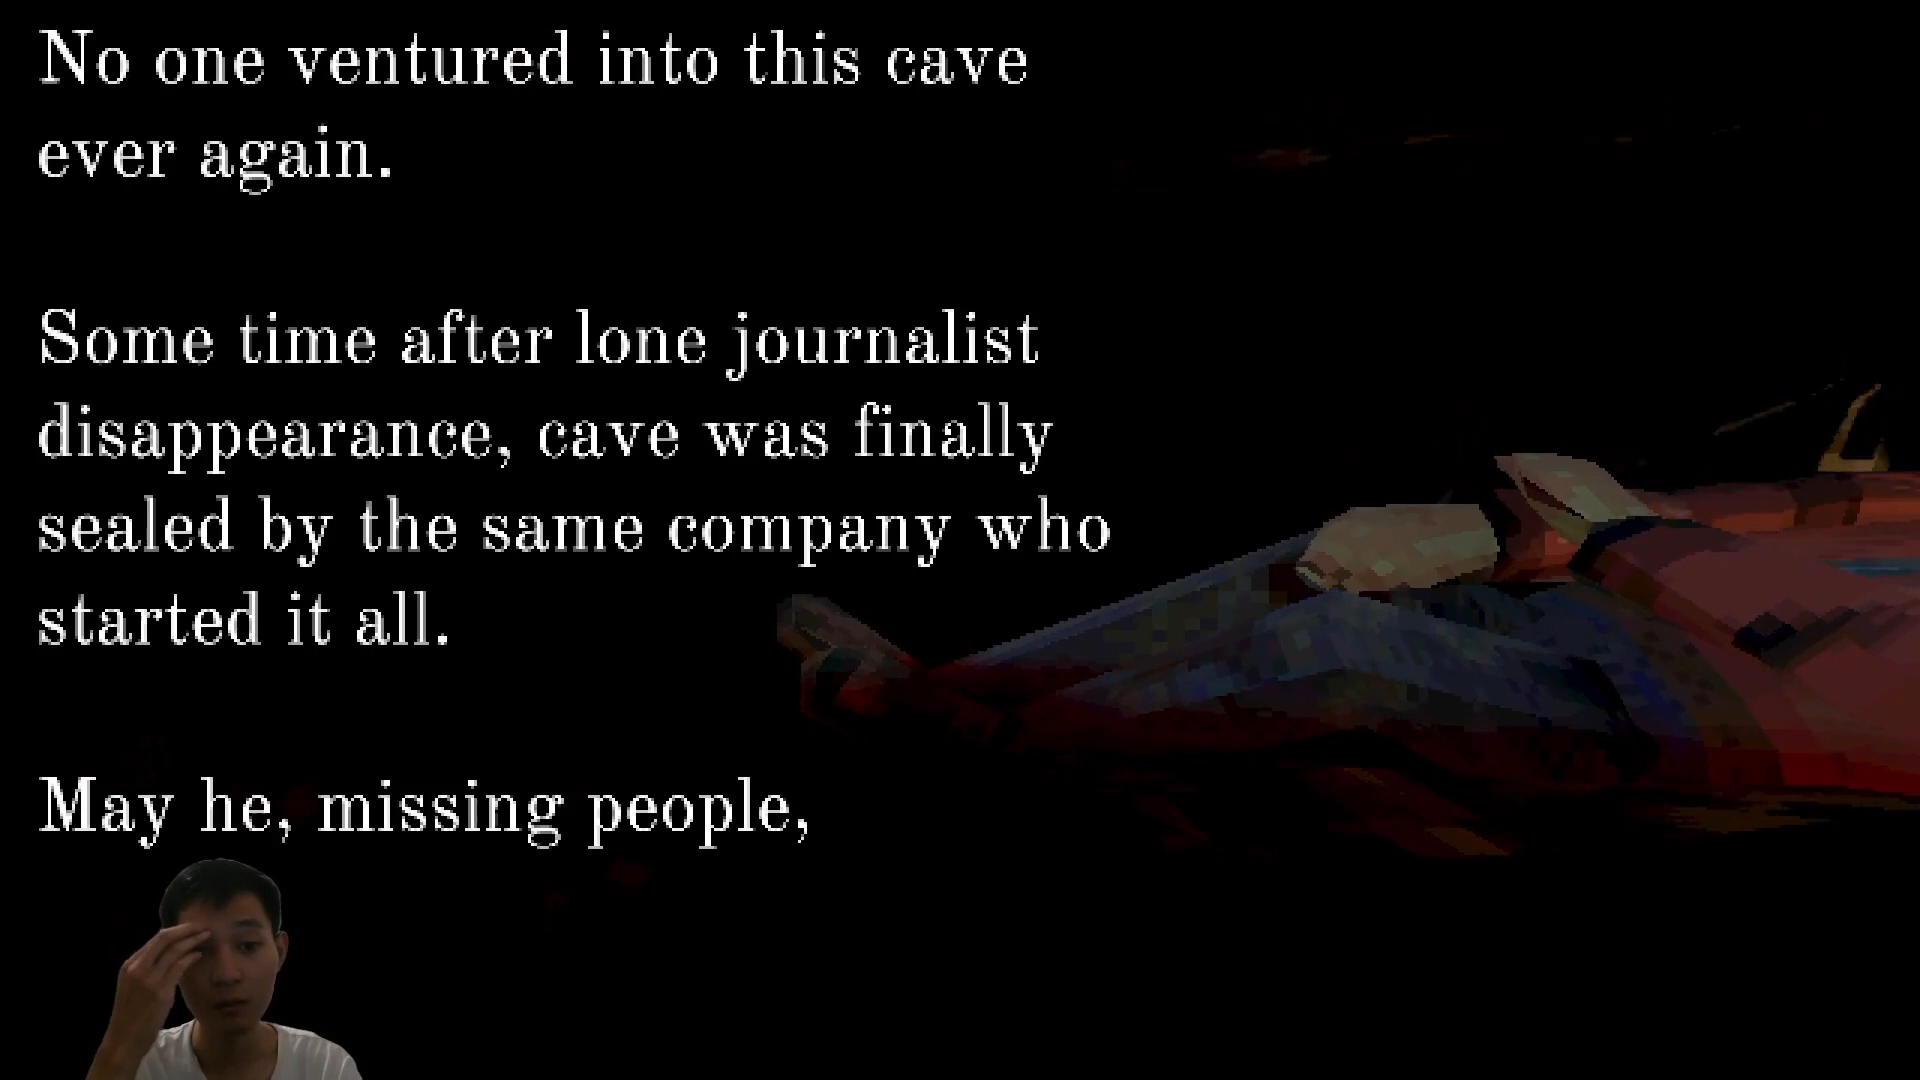 No one ventured into this cave
ever again.
Some time after lone journalist
disappearance, cave was finally
sealed by the same company who
started it all.
May he, missing people,